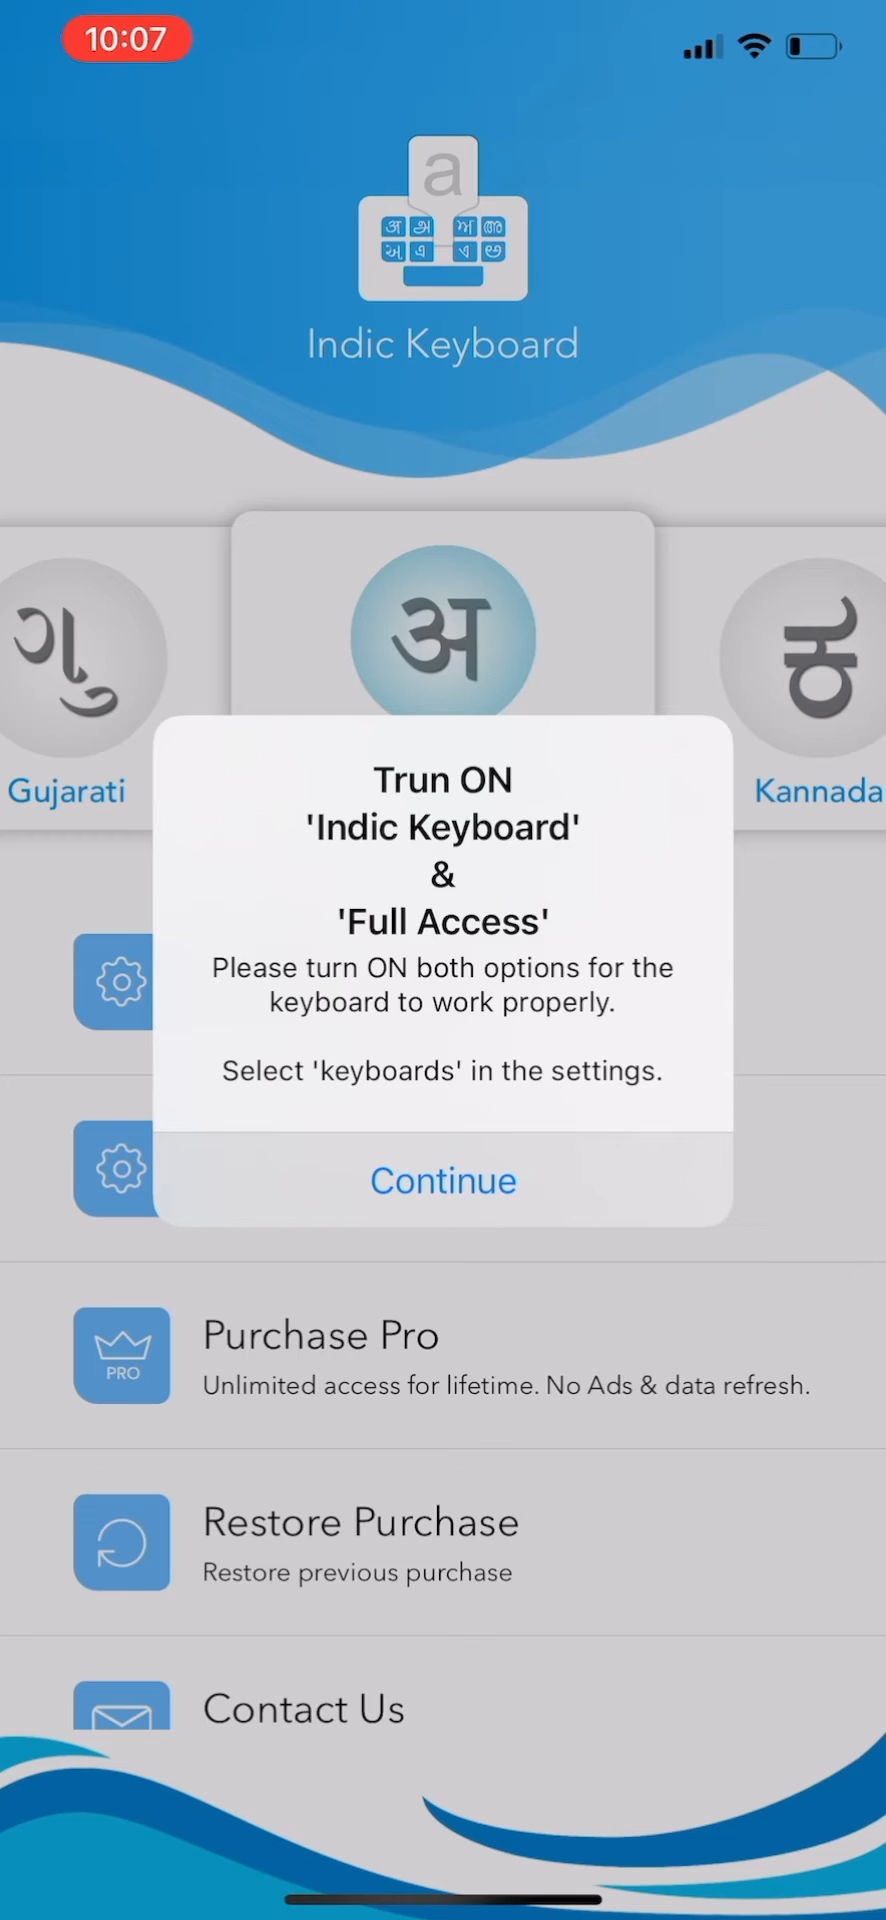 10:07
a
अ அ ਅ അ
અ এ ଏ అ
Indic Keyboard
ગુ
अ
ಕ
Gujarati
Kannada
Trun ON
'Indic Keyboard'
&
'Full Access'
Please turn ON both options for the
keyboard to work properly.
Select 'keyboards' in the settings.
Continue
Purchase Pro
PRO
Unlimited access for lifetime. No Ads & data refresh.
Restore Purchase
Restore previous purchase
Contact Us